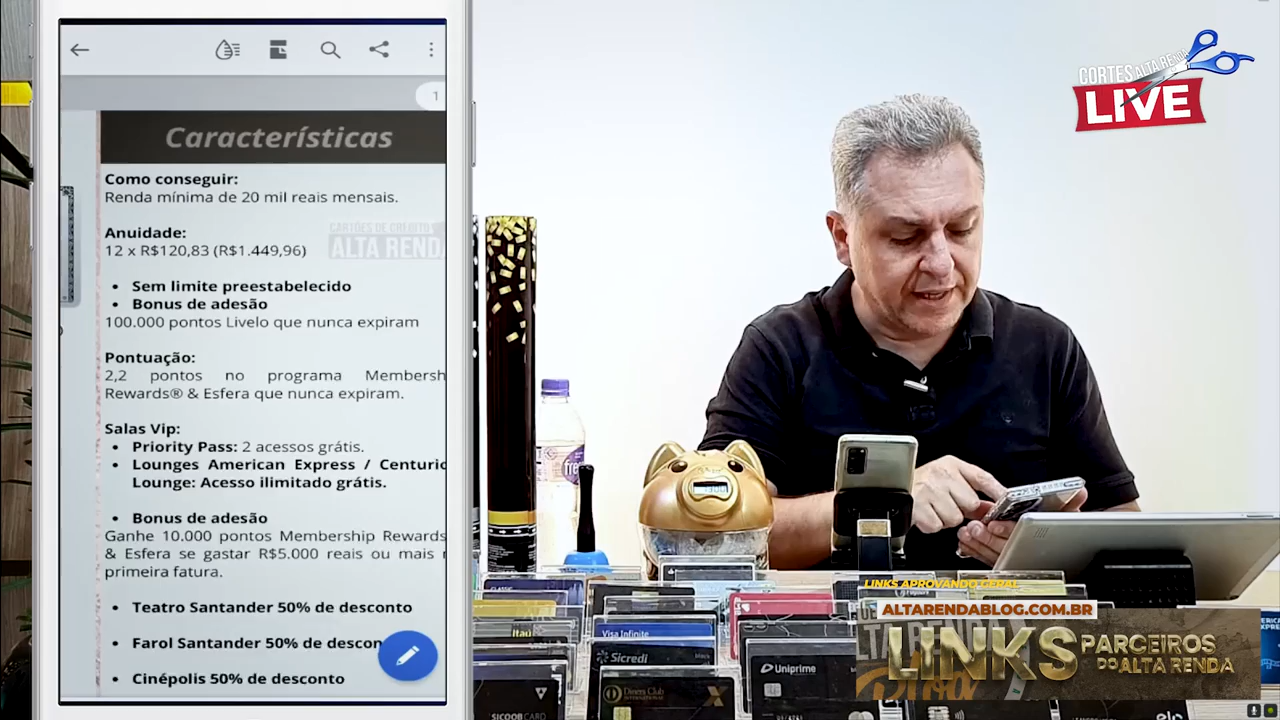 1
Características
Como conseguir:
Renda mínima de 20 mil reais mensais.
Anuidade:
12 x R$120,83 (R$1.449,96)
CARTÕES DE CRÉDITO
ALTA RENDA
• Sem limite preestabelecido
• Bonus de adesão
100.000 pontos Livelo que nunca expiram
Pontuação:
2,2 pontos no programa Membersh
Rewards® & Esfera que nunca expiram.
Salas Vip:
• Priority Pass: 2 acessos grátis.
• Lounges American Express / Centurio
Lounge: Acesso ilimitado grátis.
• Bonus de adesão
Ganhe 10.000 pontos Membership Rewards
& Esfera se gastar R$5.000 reais ou mais
primeira fatura.
• Teatro Santander 50% de desconto
• Farol Santander 50% de descon
• Cinépolis 50% de desconto
CORTES ALTA RENDA
LIVE
LINKS APROVANDO GERAL
ALTARENDABLOG.COM.BR
LINKS PARCEIROS
DO ALTA RENDA
Itaú
Visa Infinite
Sicredi
black
Uniprime
Diners Club
INTERNATIONAL
SICOOBCARD
elo